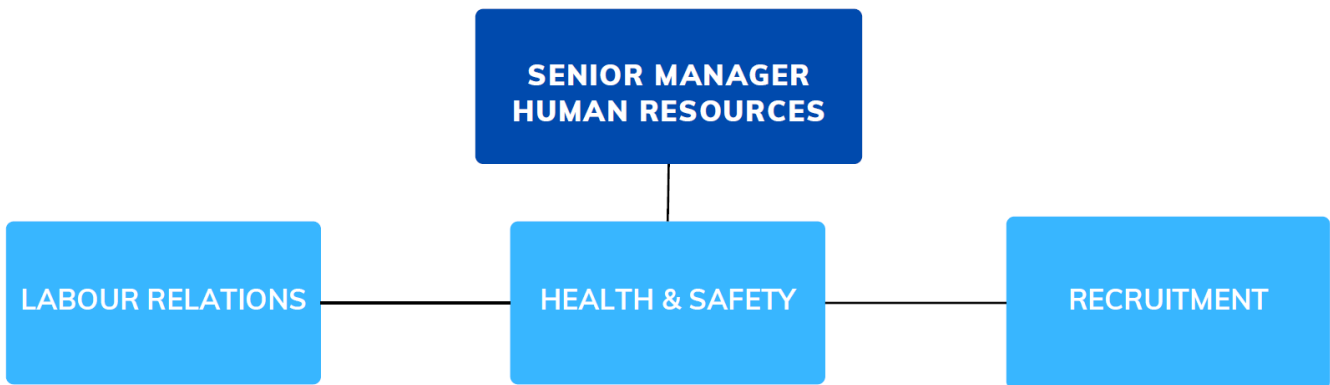 SENIOR MANAGER
HUMAN RESOURCES
LABOUR RELATIONS
HEALTH & SAFETY
RECRUITMENT